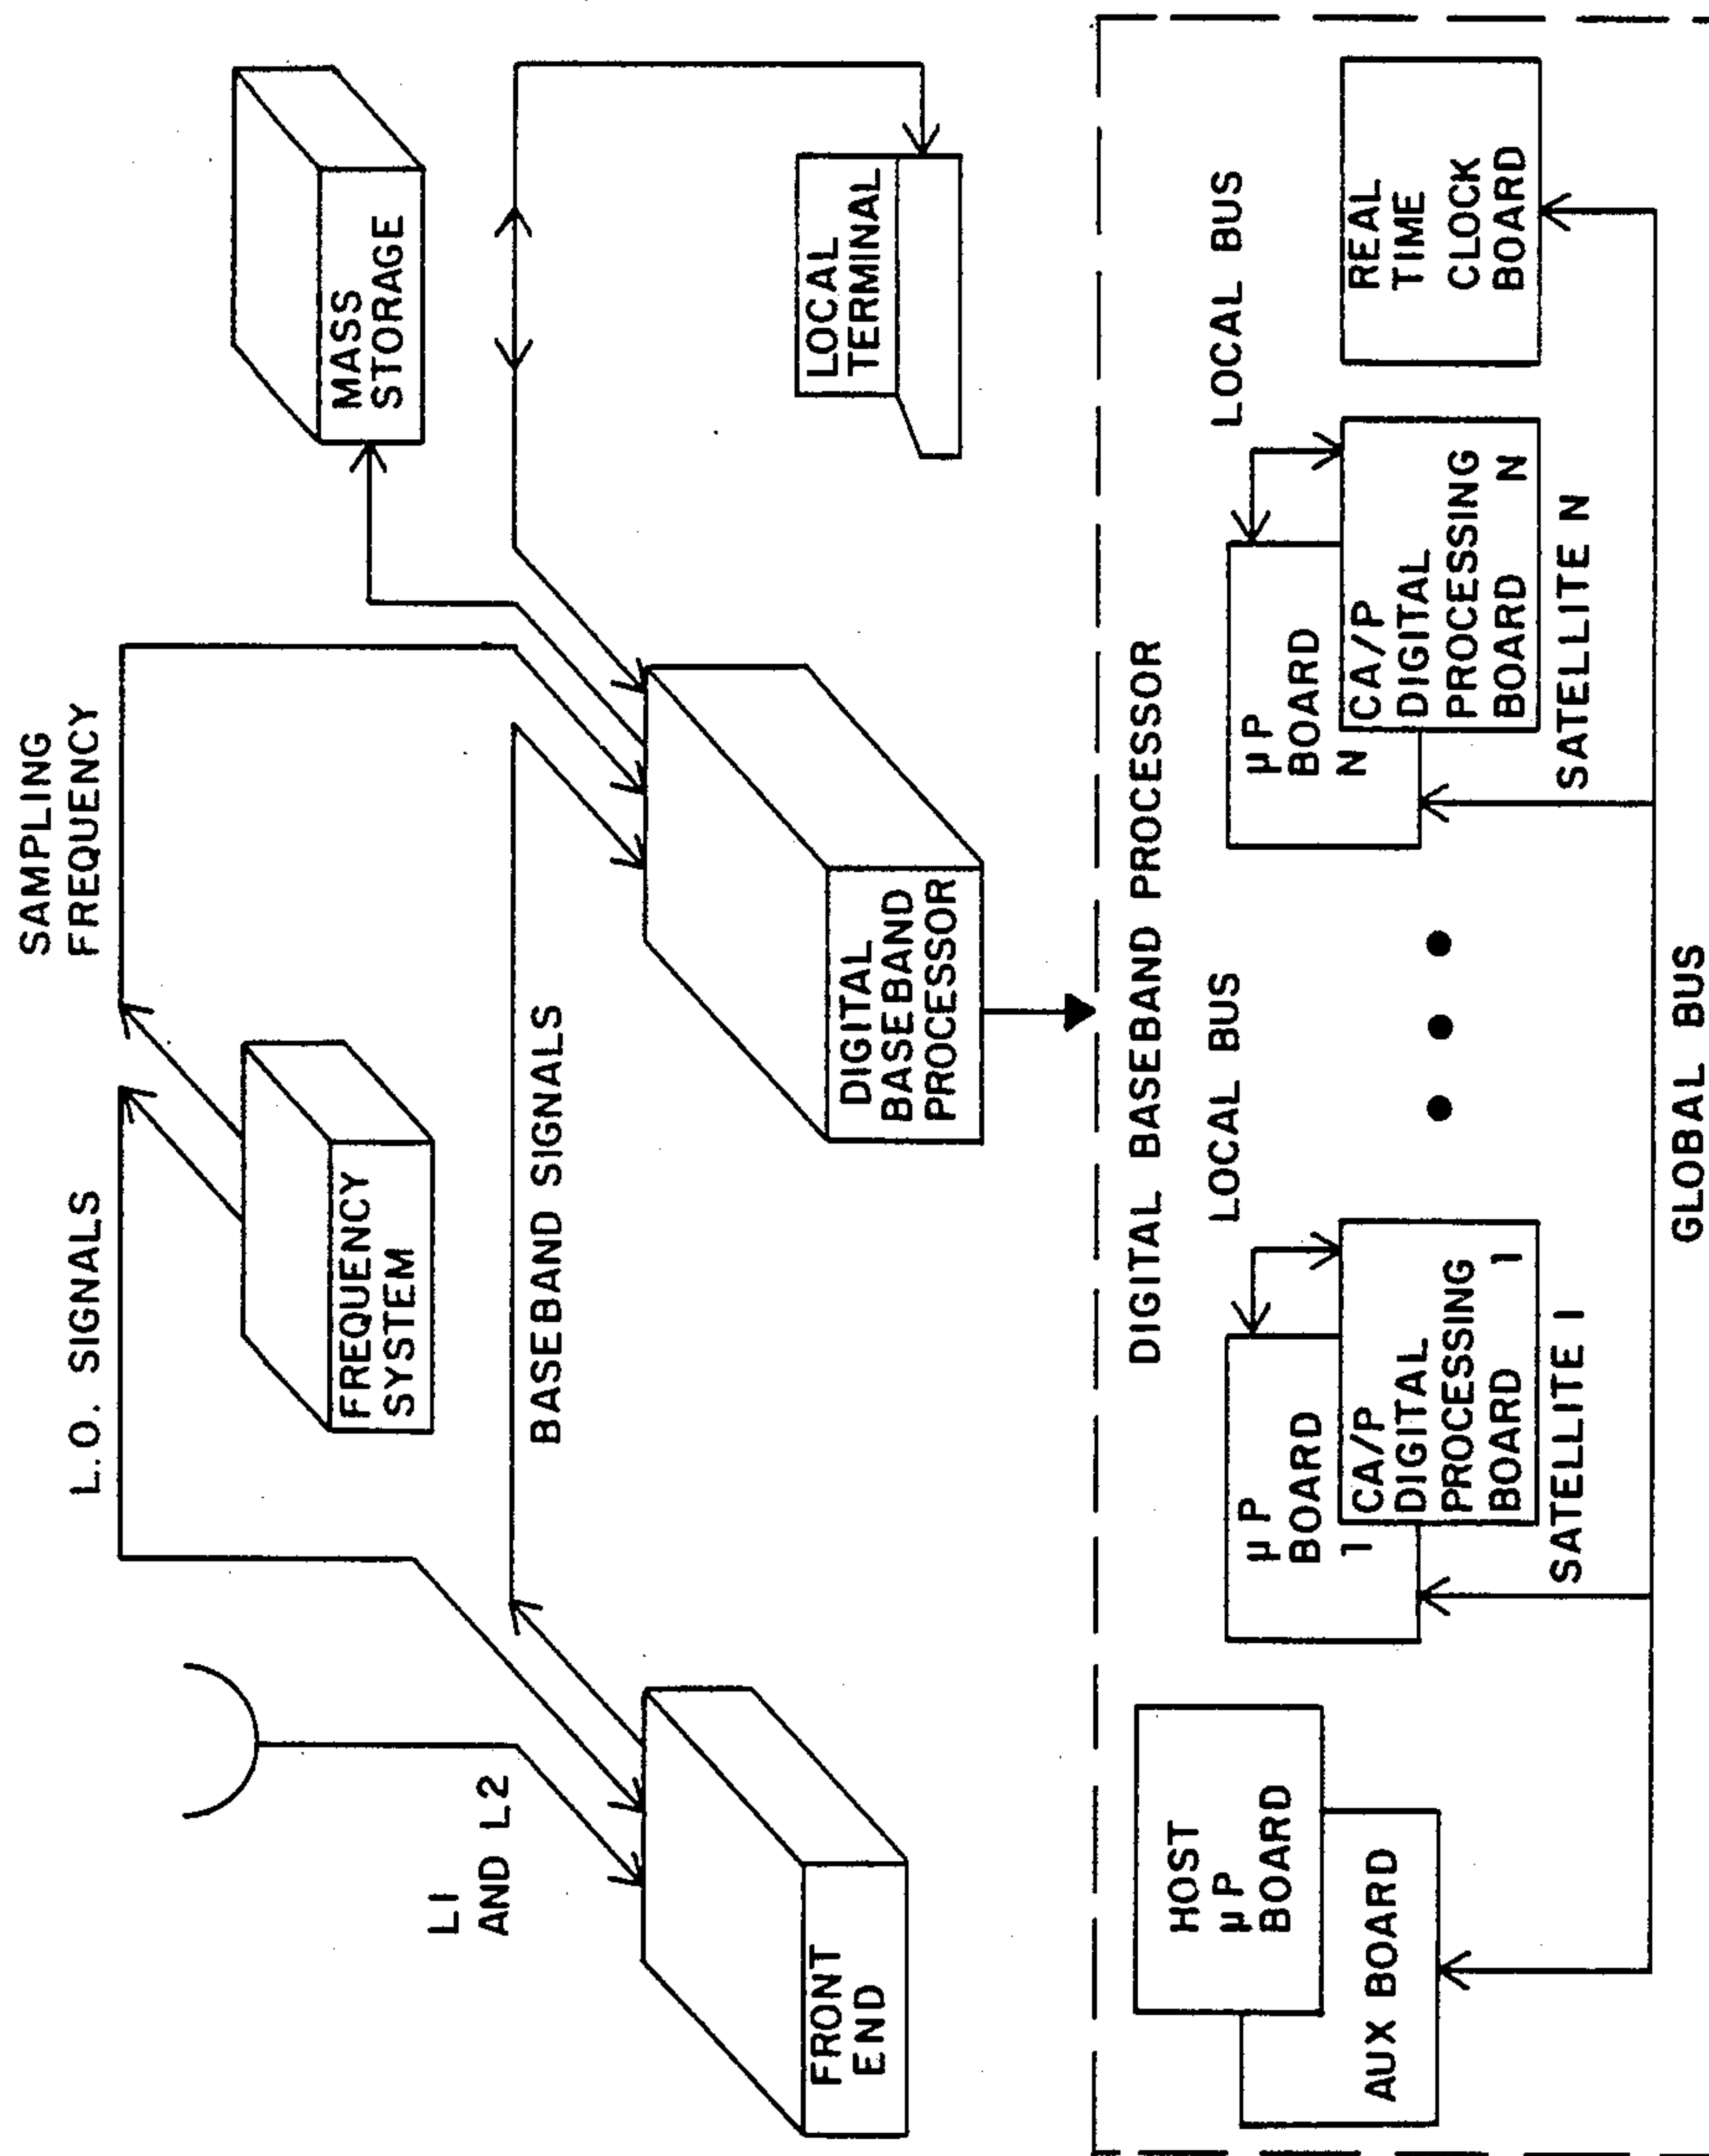 SAMPLING
FREQUENCY
L.O. SIGNALS
L1
AND L2
FREQUENCY
SYSTEM
MASS
STORAGE
BASEBAND SIGNALS
FRONT
END
DIGITAL
BASEBAND
PROCESSOR
LOCAL
TERMINAL
DIGITAL BASEBAND PROCESSOR
HOST
μP
BOARD
AUX BOARD
LOCAL BUS
μP
BOARD
1
CA/P
DIGITAL
PROCESSING
BOARD 1
SATELLITE 1
LOCAL BUS
μP
BOARD
N
CA/P
DIGITAL
PROCESSING
BOARD N
SATELLITE N
REAL
TIME
CLOCK
BOARD
GLOBAL BUS